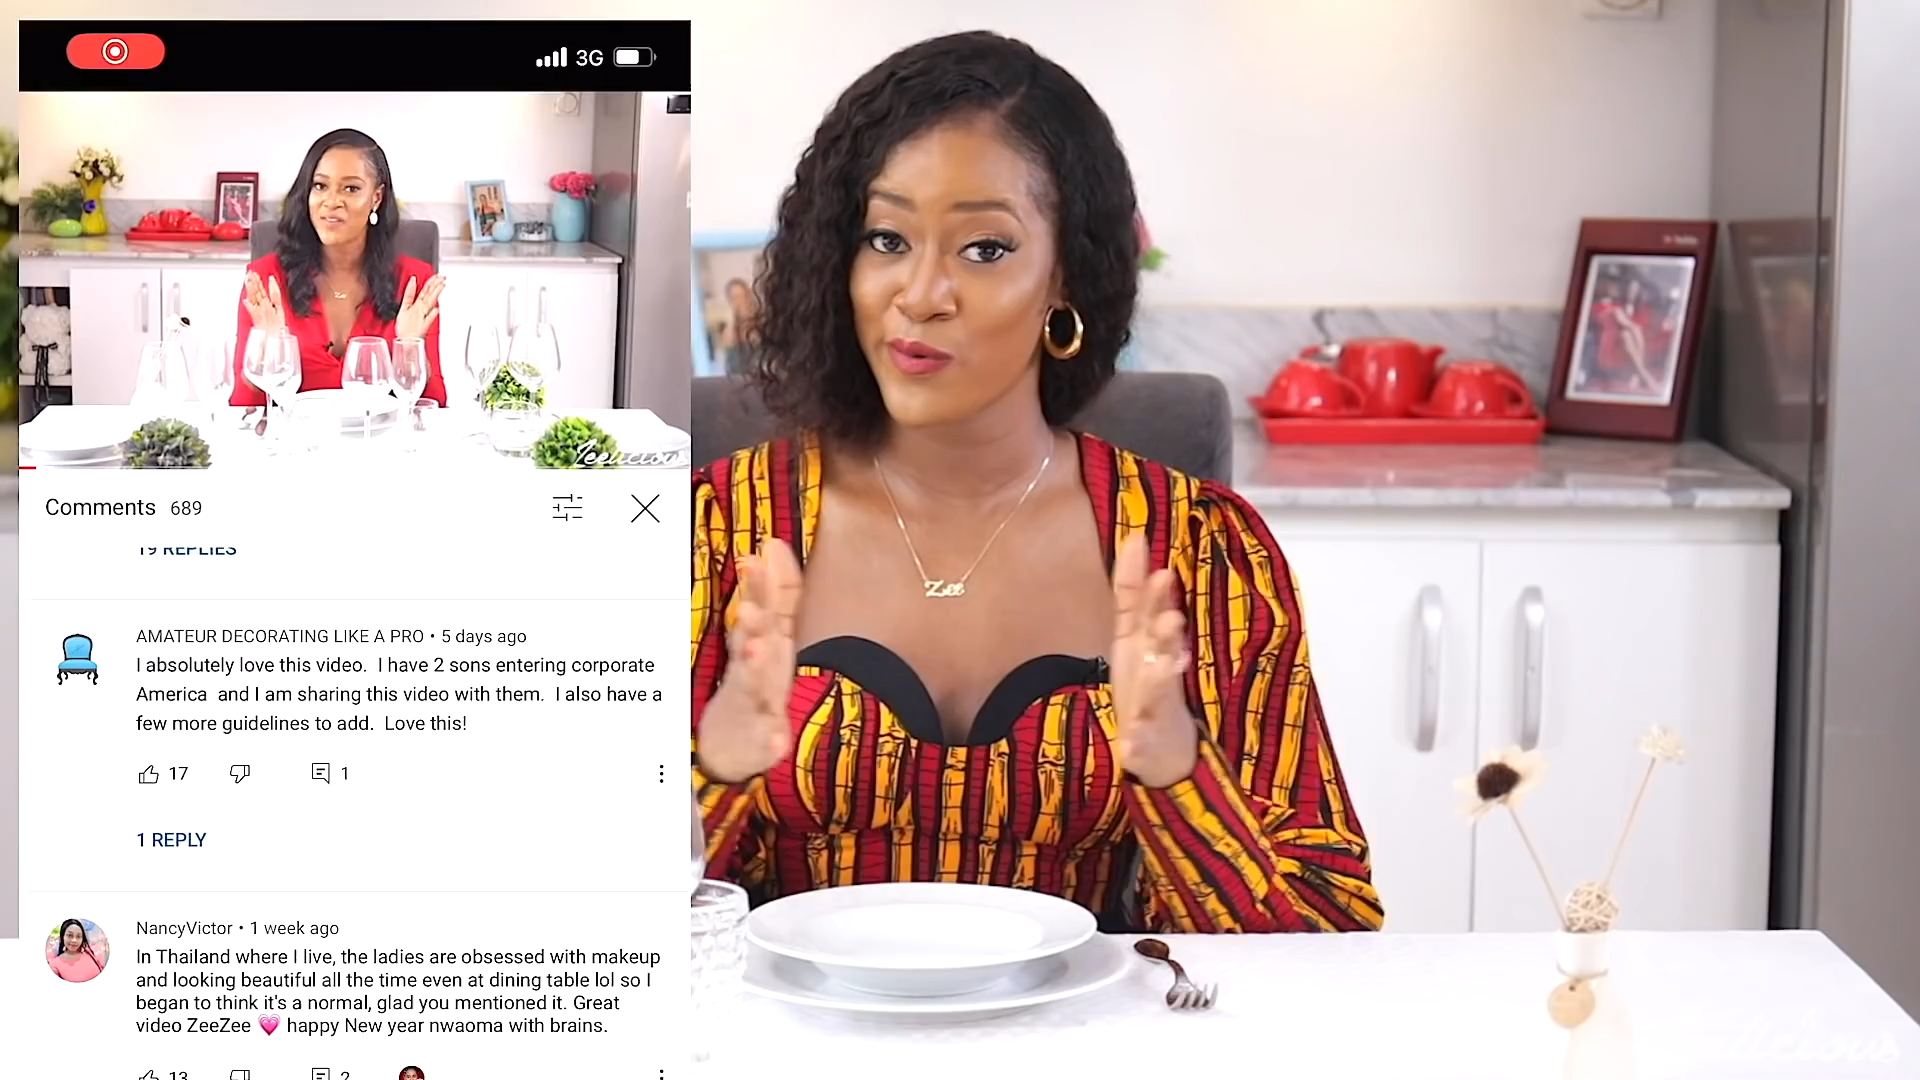 3G
Zeelicious
Comments 689
19 REPLIES
AMATEUR DECORATING LIKE A PRO • 5 days ago
I absolutely love this video.  I have 2 sons entering corporate
America  and I am sharing this video with them.  I also have a
few more guidelines to add.  Love this!
17
1
1 REPLY
NancyVictor • 1 week ago
In Thailand where I live, the ladies are obsessed with makeup
and looking beautiful all the time even at dining table lol so I
began to think it's a normal, glad you mentioned it. Great
video ZeeZee 💗 happy New year nwaoma with brains.
13
2
Zee